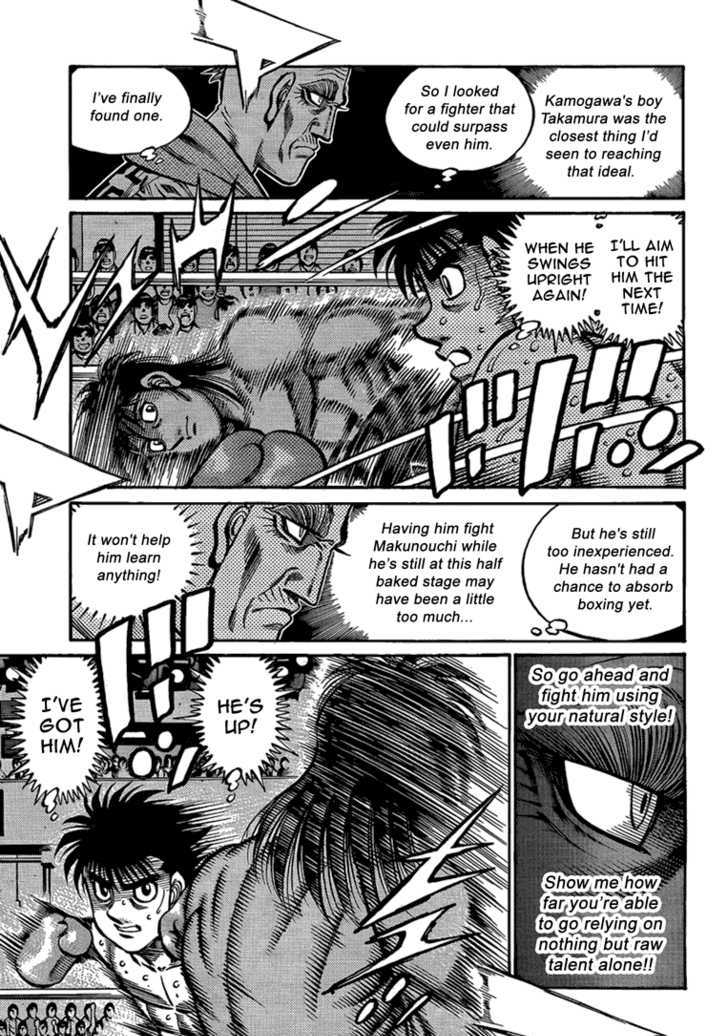 Kamogawa's boy
Takamura was the
closest thing I'd
seen to reaching
that ideal.
So I looked
for a fighter that
could surpass
even him.
I've finally
found one.
I'LL AIM
TO HIT
HIM THE
NEXT
TIME!
WHEN HE
SWINGS
UPRIGHT
AGAIN!
But he's still
too inexperienced.
He hasn't had a
chance to absorb
boxing yet.
Having him fight
Makunouchi while
he's still at this half
baked stage may
have been a little
too much...
It won't help
him learn
anything!
So go ahead and
fight him using
your natural style!
Show me how
far you're able
to go relying on
nothing but raw
talent alone!!
HE'S
UP!
I'VE
GOT
HIM!